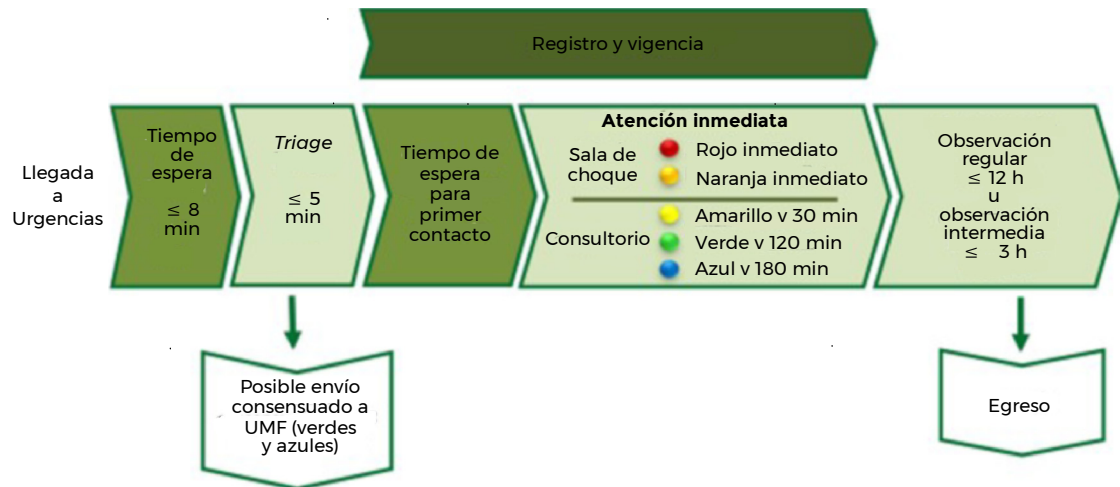 Registro y vigencia
Llegada
a
Urgencias
Tiempo
de
espera
≤ 8
min
Triage
≤ 5
min
Tiempo de
espera
para
primer
contacto
Atención inmediata
Sala de
choque
Rojo inmediato
Naranja inmediato
Consultorio
Amarillo v 30 min
Verde v 120 min
Azul v 180 min
Observación
regular
≤ 12 h
u
observación
intermedia
≤ 3 h
Posible envío
consensuado a
UMF (verdes
y azules)
Egreso